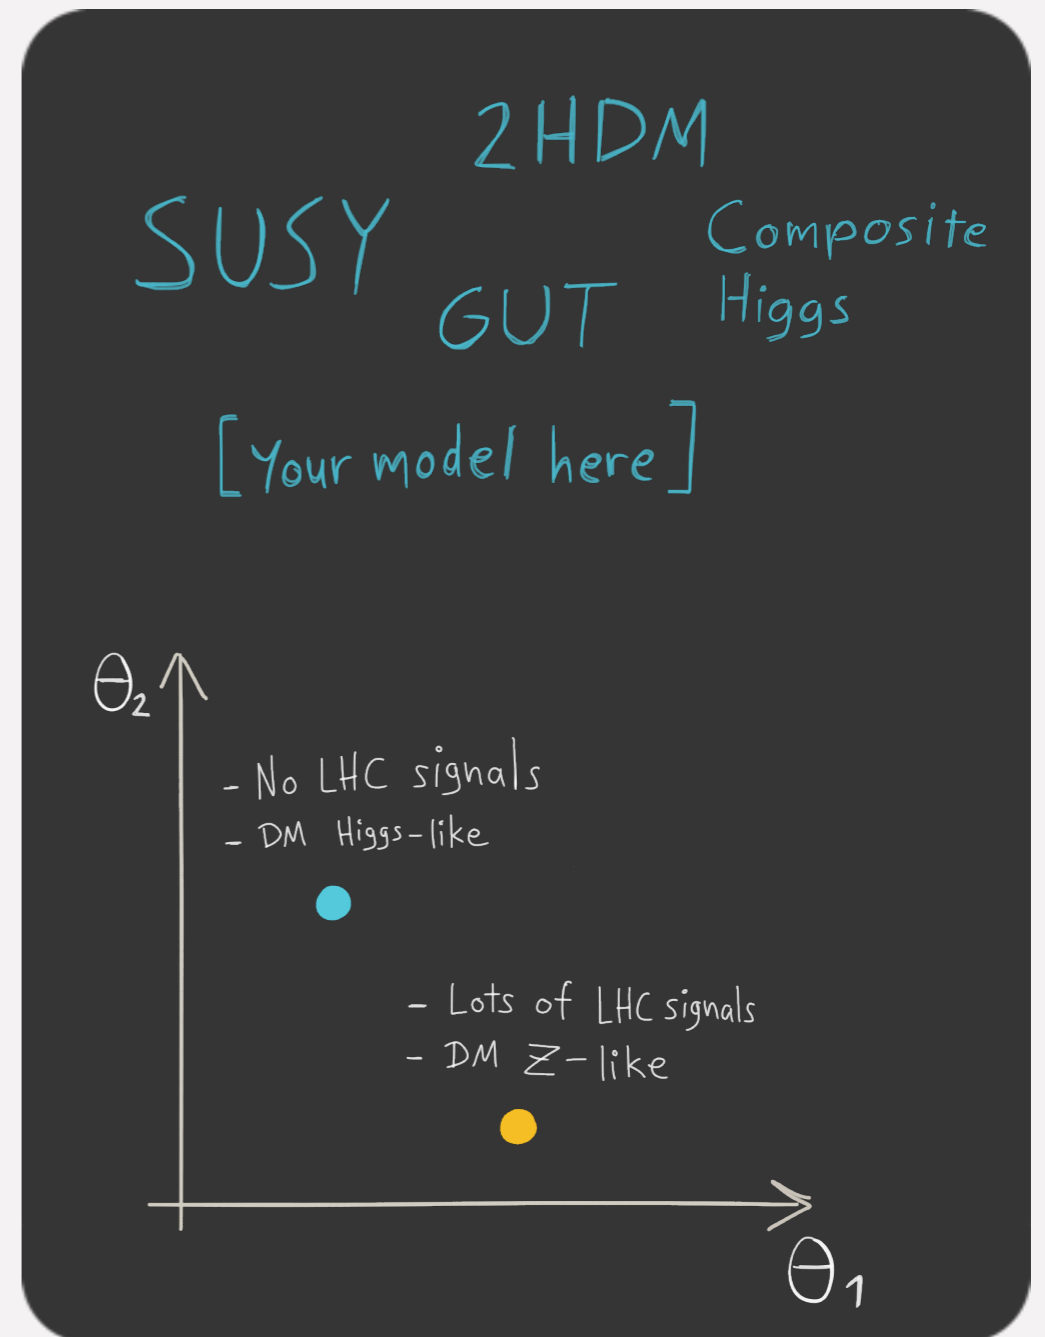 2HDM
SUSY
Composite
Higgs
GUT
[Your model here]
θ₂
- No LHC signals
- DM Higgs-like
- Lots of LHC signals
- DM Z-like
θ₁